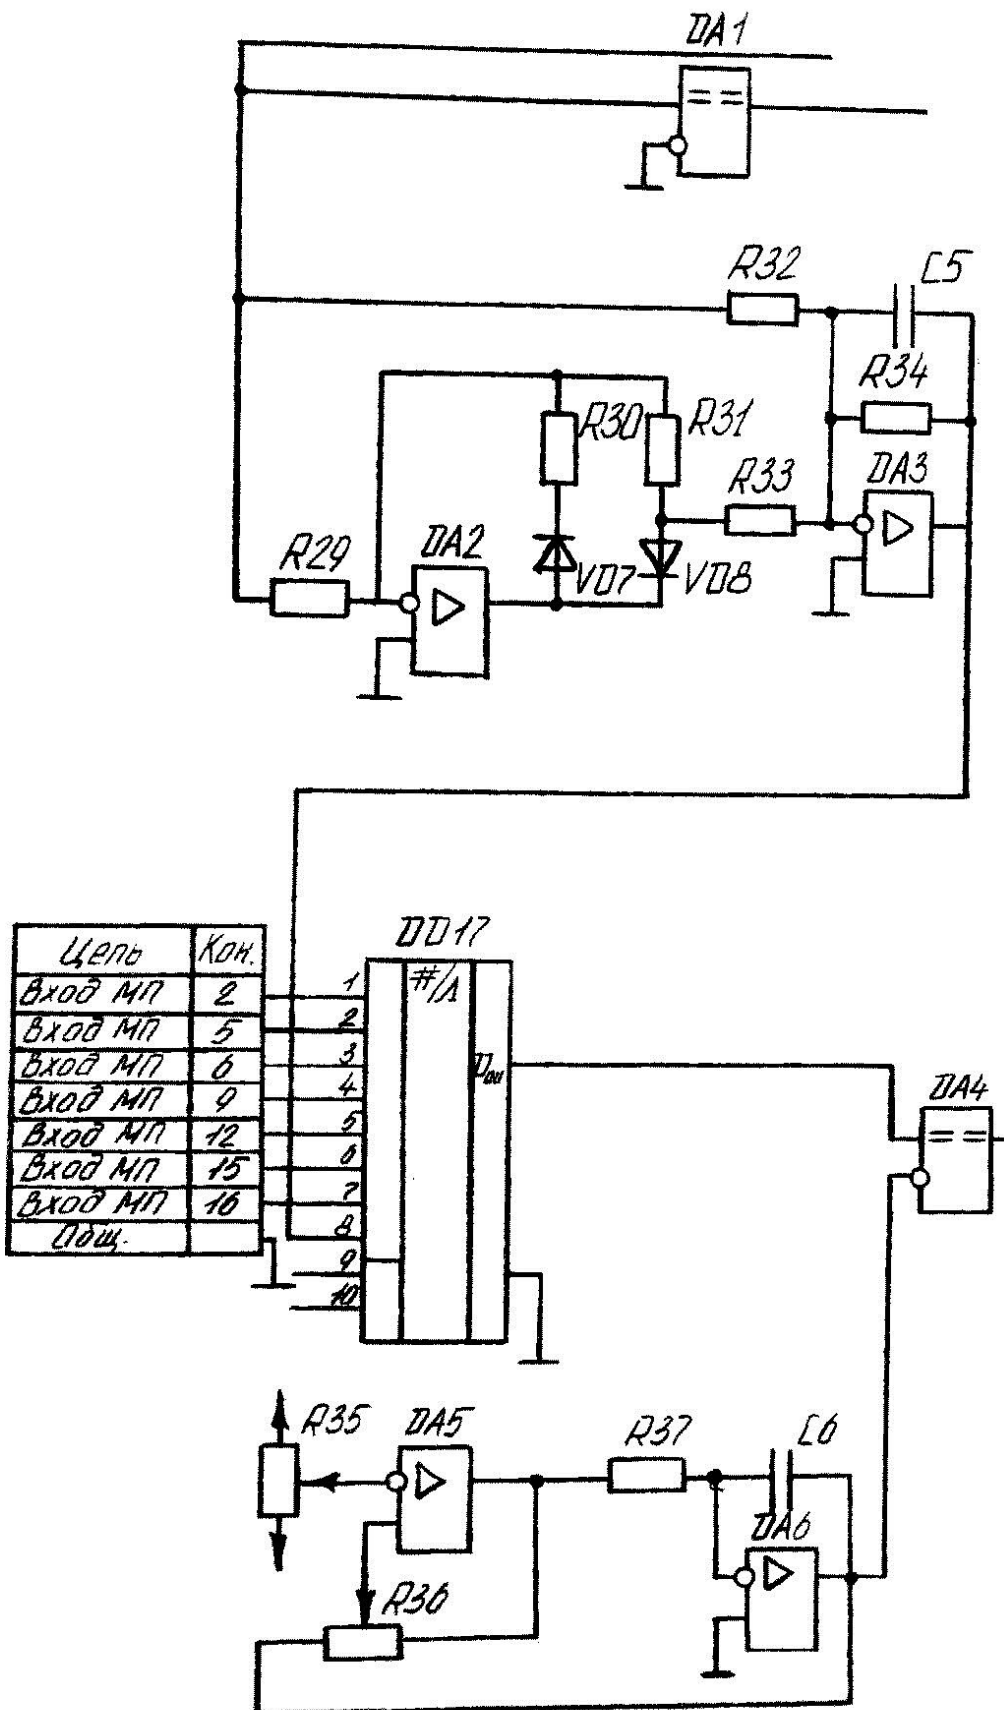 DA1
==  ==
R32
C5
R34
R30
R31
R33
DA3
R29
DA2
VD7
VD8
DD17
Цепь Кон.
#/Λ
Вход МП 2
1
Вход МП 5
2
Вход МП 6
3
Вход МП 9
4
Вход МП 12
5
Вход МП 15
6
Вход МП 16
7
Общ.
8
9
10
DA4
==  ==
R35
DA5
R37
C6
DA6
R36